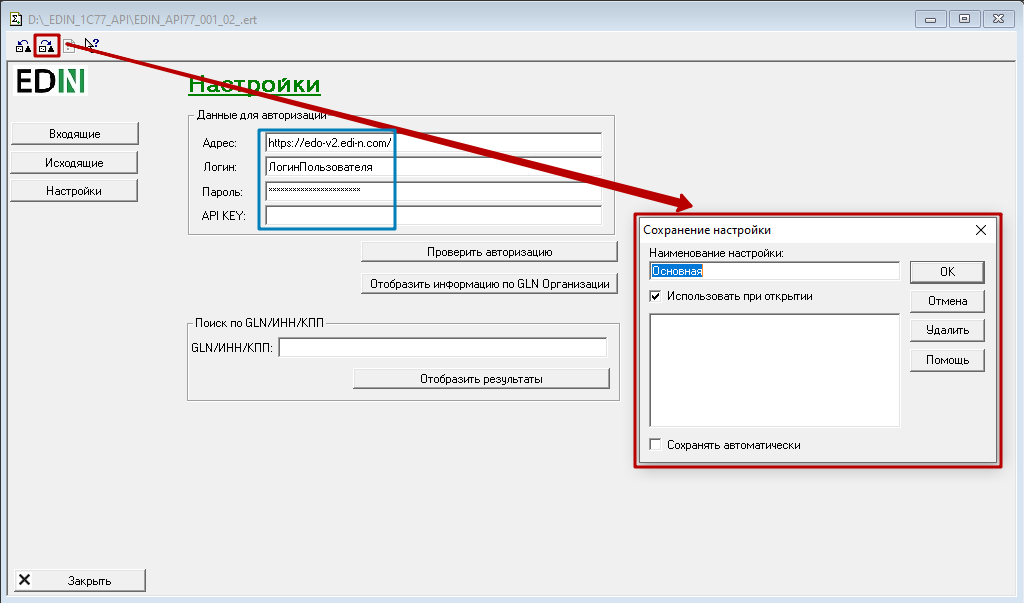 D:\_EDIN_1C77_API\EDIN_API77_001_02_.ert
EDIN
Настройки
Входящие
Исходящие
Настройки
Данные для авторизации
Адрес: https://edo-v2.edi-n.com/
Логин: ЛогинПользователя
Пароль: ***********************
API KEY:
Проверить авторизацию
Отобразить информацию по GLN Организации
Поиск по GLN/ИНН/КПП
GLN/ИНН/КПП:
Отобразить результаты
Сохранение настройки
Наименование настройки:
Основная
OK
Использовать при открытии
Отмена
Удалить
Помощь
Сохранять автоматически
Закрыть